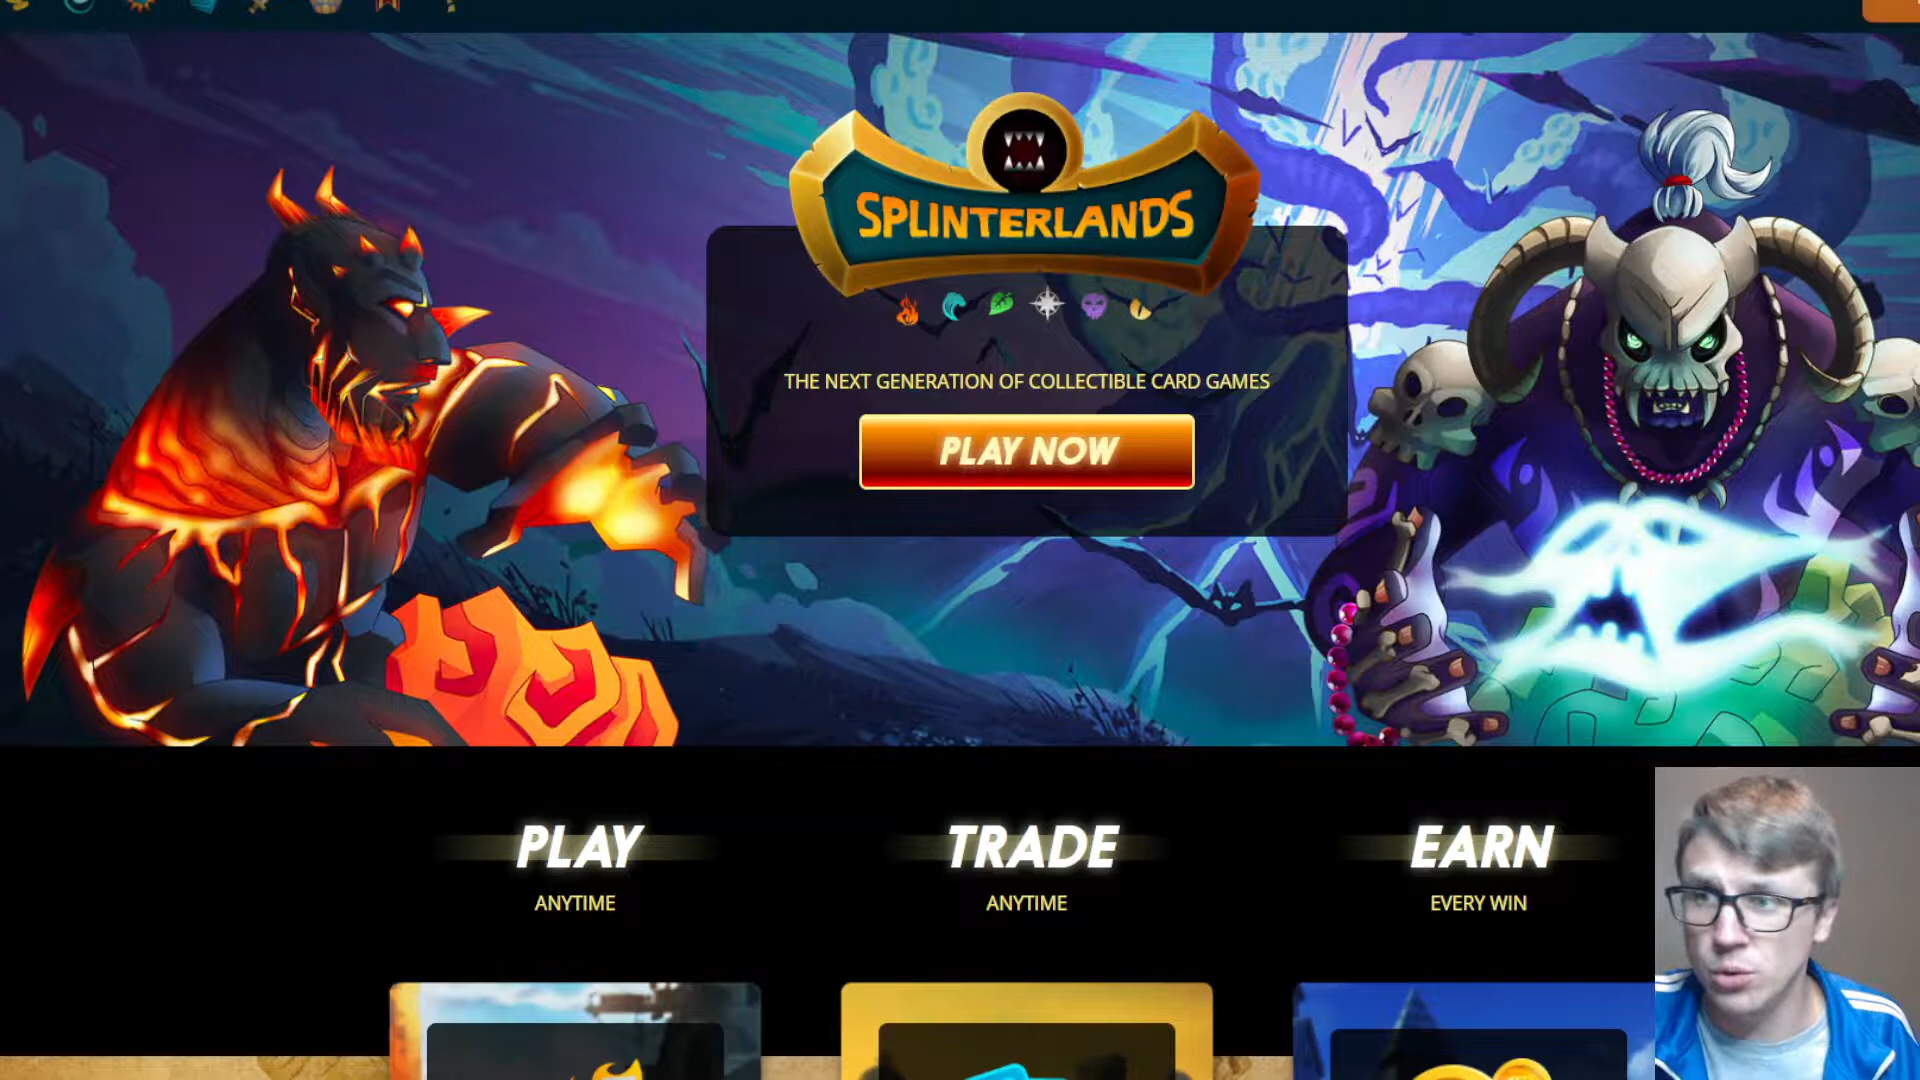 SPLINTERLANDS
THE NEXT GENERATION OF COLLECTIBLE CARD GAMES
PLAY NOW
PLAY
ANYTIME
TRADE
ANYTIME
EARN
EVERY WIN